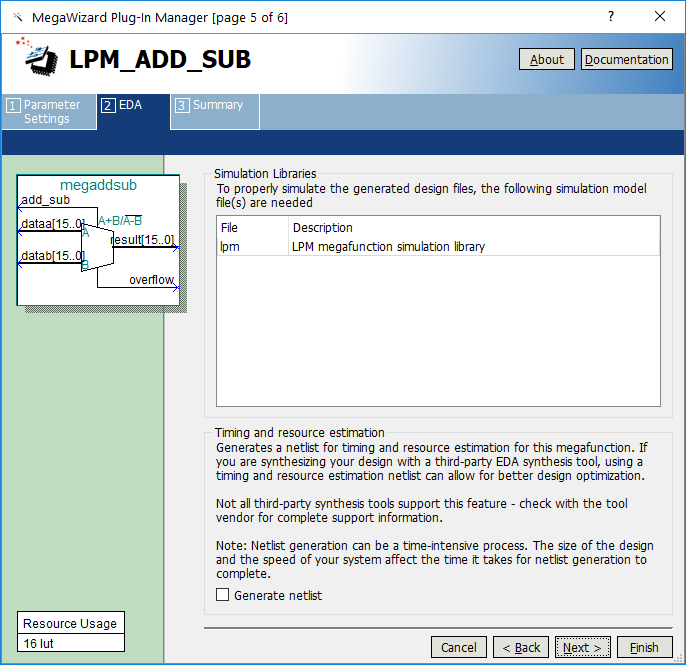 MegaWizard Plug-In Manager [page 5 of 6]
?
LPM_ADD_SUB
About
Documentation
1 Parameter Settings
2 EDA
3 Summary
megaddsub
add_sub
A+B/A-B
dataa[15..0]
A
result[15..0]
datab[15..0]
B
overflow
Resource Usage
16 lut
Simulation Libraries
To properly simulate the generated design files, the following simulation model
file(s) are needed
File Description
lpm LPM megafunction simulation library
Timing and resource estimation
Generates a netlist for timing and resource estimation for this megafunction. If
you are synthesizing your design with a third-party EDA synthesis tool, using a
timing and resource estimation netlist can allow for better design optimization.
Not all third-party synthesis tools support this feature - check with the tool
vendor for complete support information.
Note: Netlist generation can be a time-intensive process. The size of the design
and the speed of your system affect the time it takes for netlist generation to
complete.
Generate netlist
Cancel
< Back
Next >
Finish